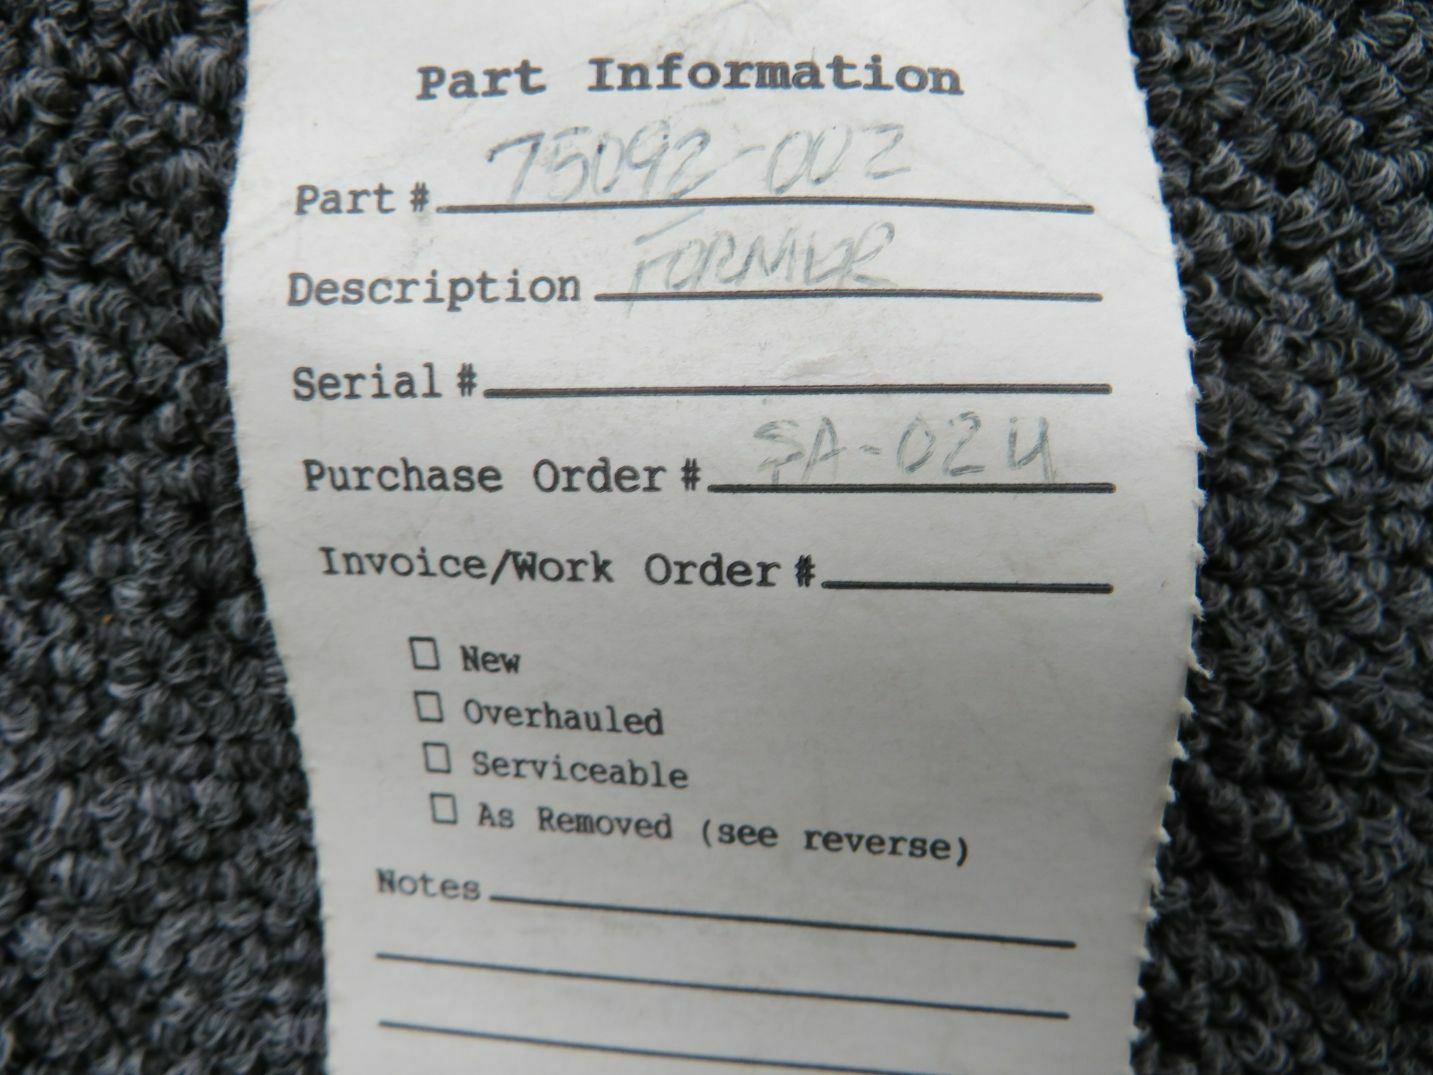 Part Information
Part # 75092-002
Description FORMER
Serial #
Purchase Order # SA-024
Invoice/Work Order #
New
Overhauled
Serviceable
As Removed (see reverse)
Notes